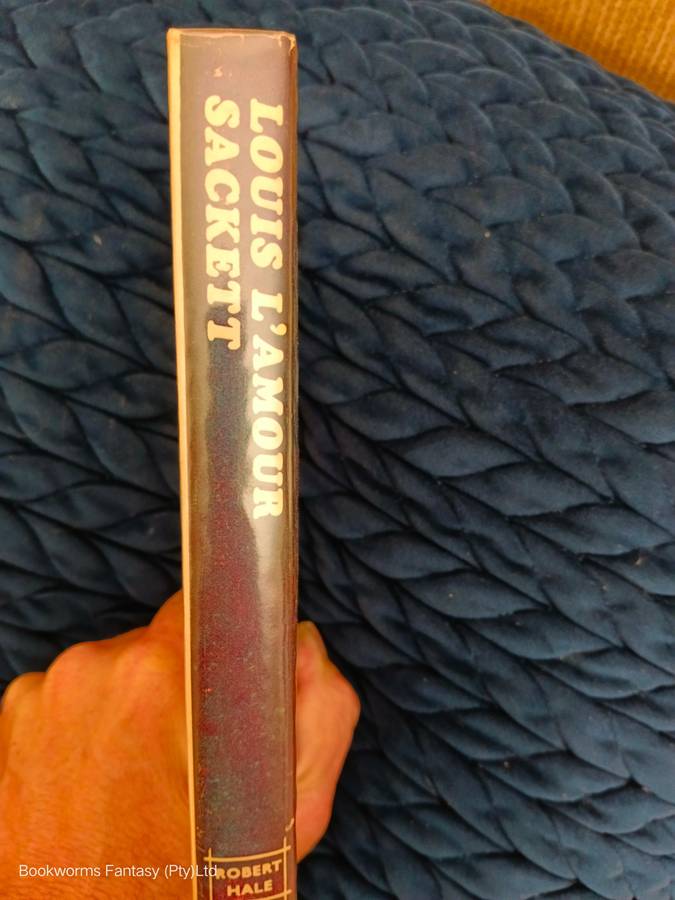 LOUIS L'AMOUR
SACKETT
ROBERT
HALE
Bookworms Fantasy (Pty)Ltd